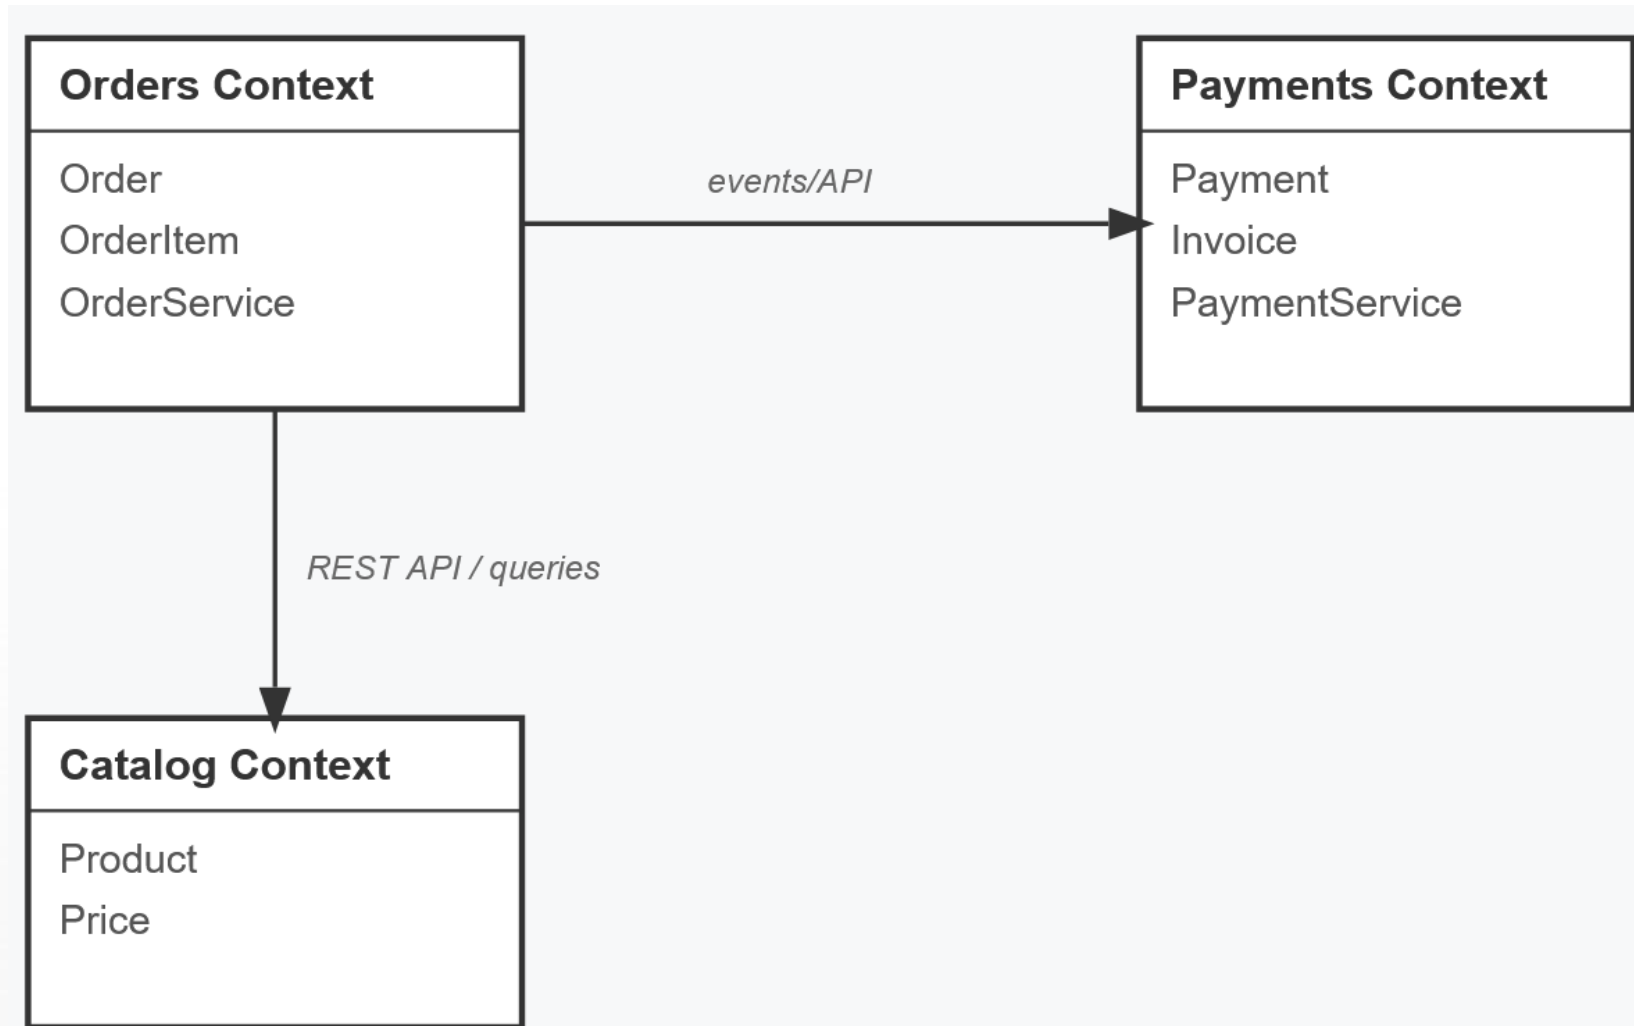 Orders Context
Order
OrderItem
OrderService
events/API
Payments Context
Payment
Invoice
PaymentService
REST API / queries
Catalog Context
Product
Price